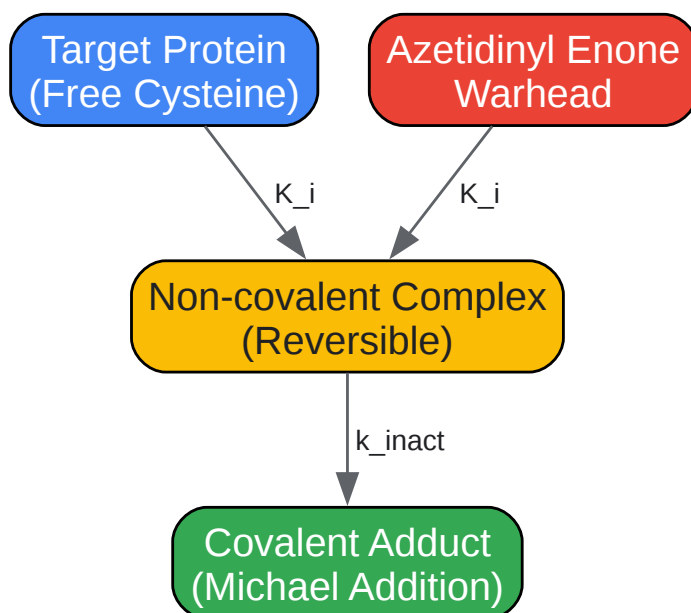 Target Protein
(Free Cysteine)
Azetidinyl Enone
Warhead
K_i
K_i
Non-covalent Complex
(Reversible)
k_inact
Covalent Adduct
(Michael Addition)